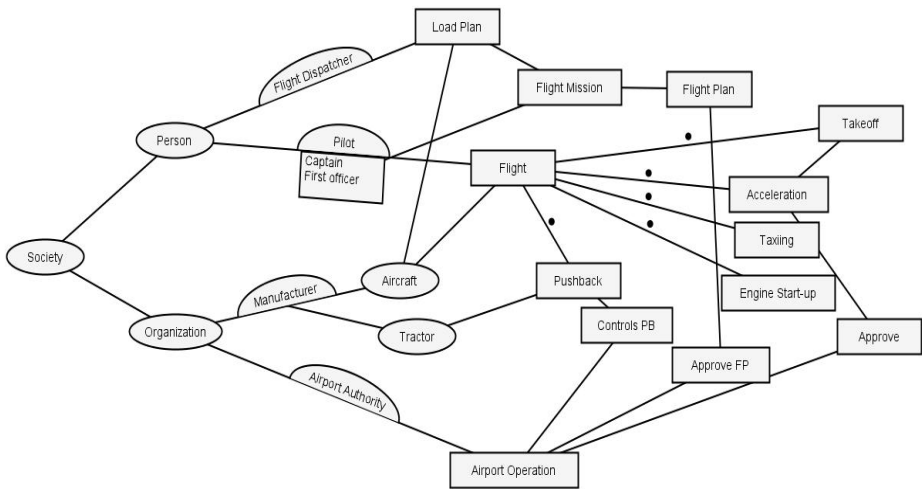 Load Plan
Flight Dispatcher
Flight Mission
Flight Plan
Takeoff
Person
Pilot
Captain
First officer
Flight
Acceleration
Taxiing
Society
Aircraft
Pushback
Engine Start-up
Manufacturer
Organization
Tractor
Controls PB
Approve
Approve FP
Airport Authority
Airport Operation